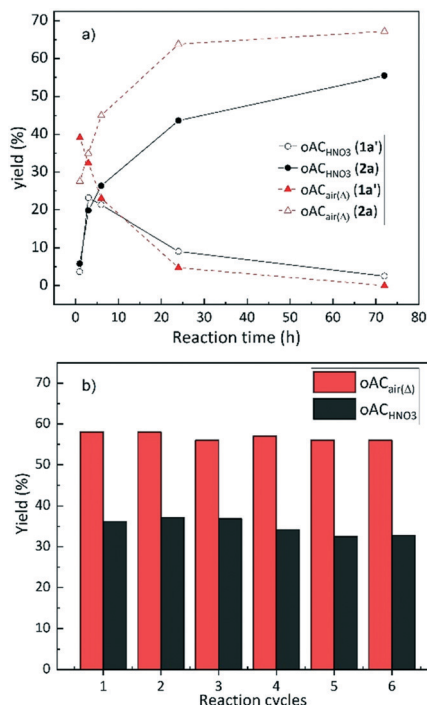 a)
70
60
50
40
30
20
10
0
yield (%)
oAC_HNO3 (1a')
oAC_HNO3 (2a)
oAC_air(Δ) (1a')
oAC_air(Δ) (2a)
0 10 20 30 40 50 60 70 80
Reaction time (h)
b)
70
60
50
40
30
20
10
0
Yield (%)
oAC_air(Δ)
oAC_HNO3
1 2 3 4 5 6
Reaction cycles